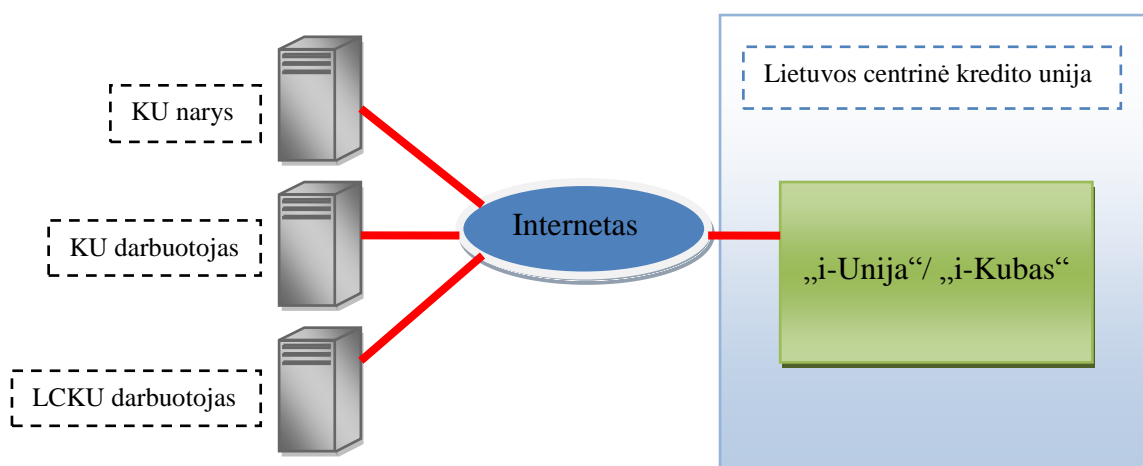 Lietuvos centrinė kredito unija
KU narys
Internetas
KU darbuotojas
„i-Unija“/ „i-Kubas“
LCKU darbuotojas